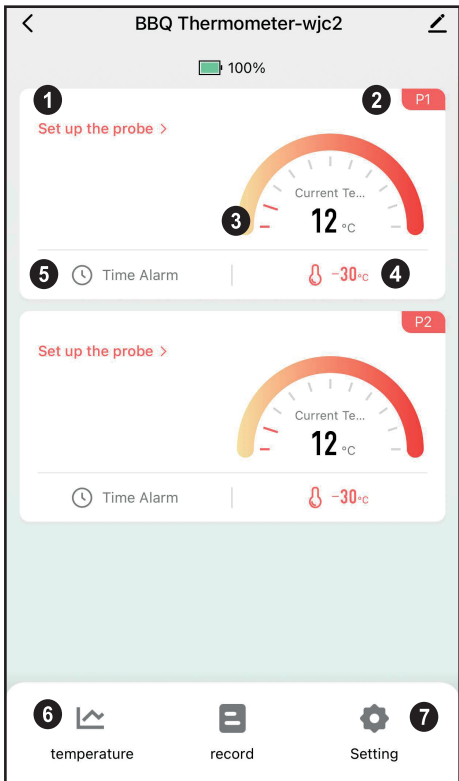 BBQ Thermometer-wjc2
100%
1
2
P1
Set up the probe >
Current Te...
3
12 °C
5
Time Alarm
-30°C
4
P2
Set up the probe >
Current Te...
12 °C
Time Alarm
-30°C
6
7
temperature
record
Setting